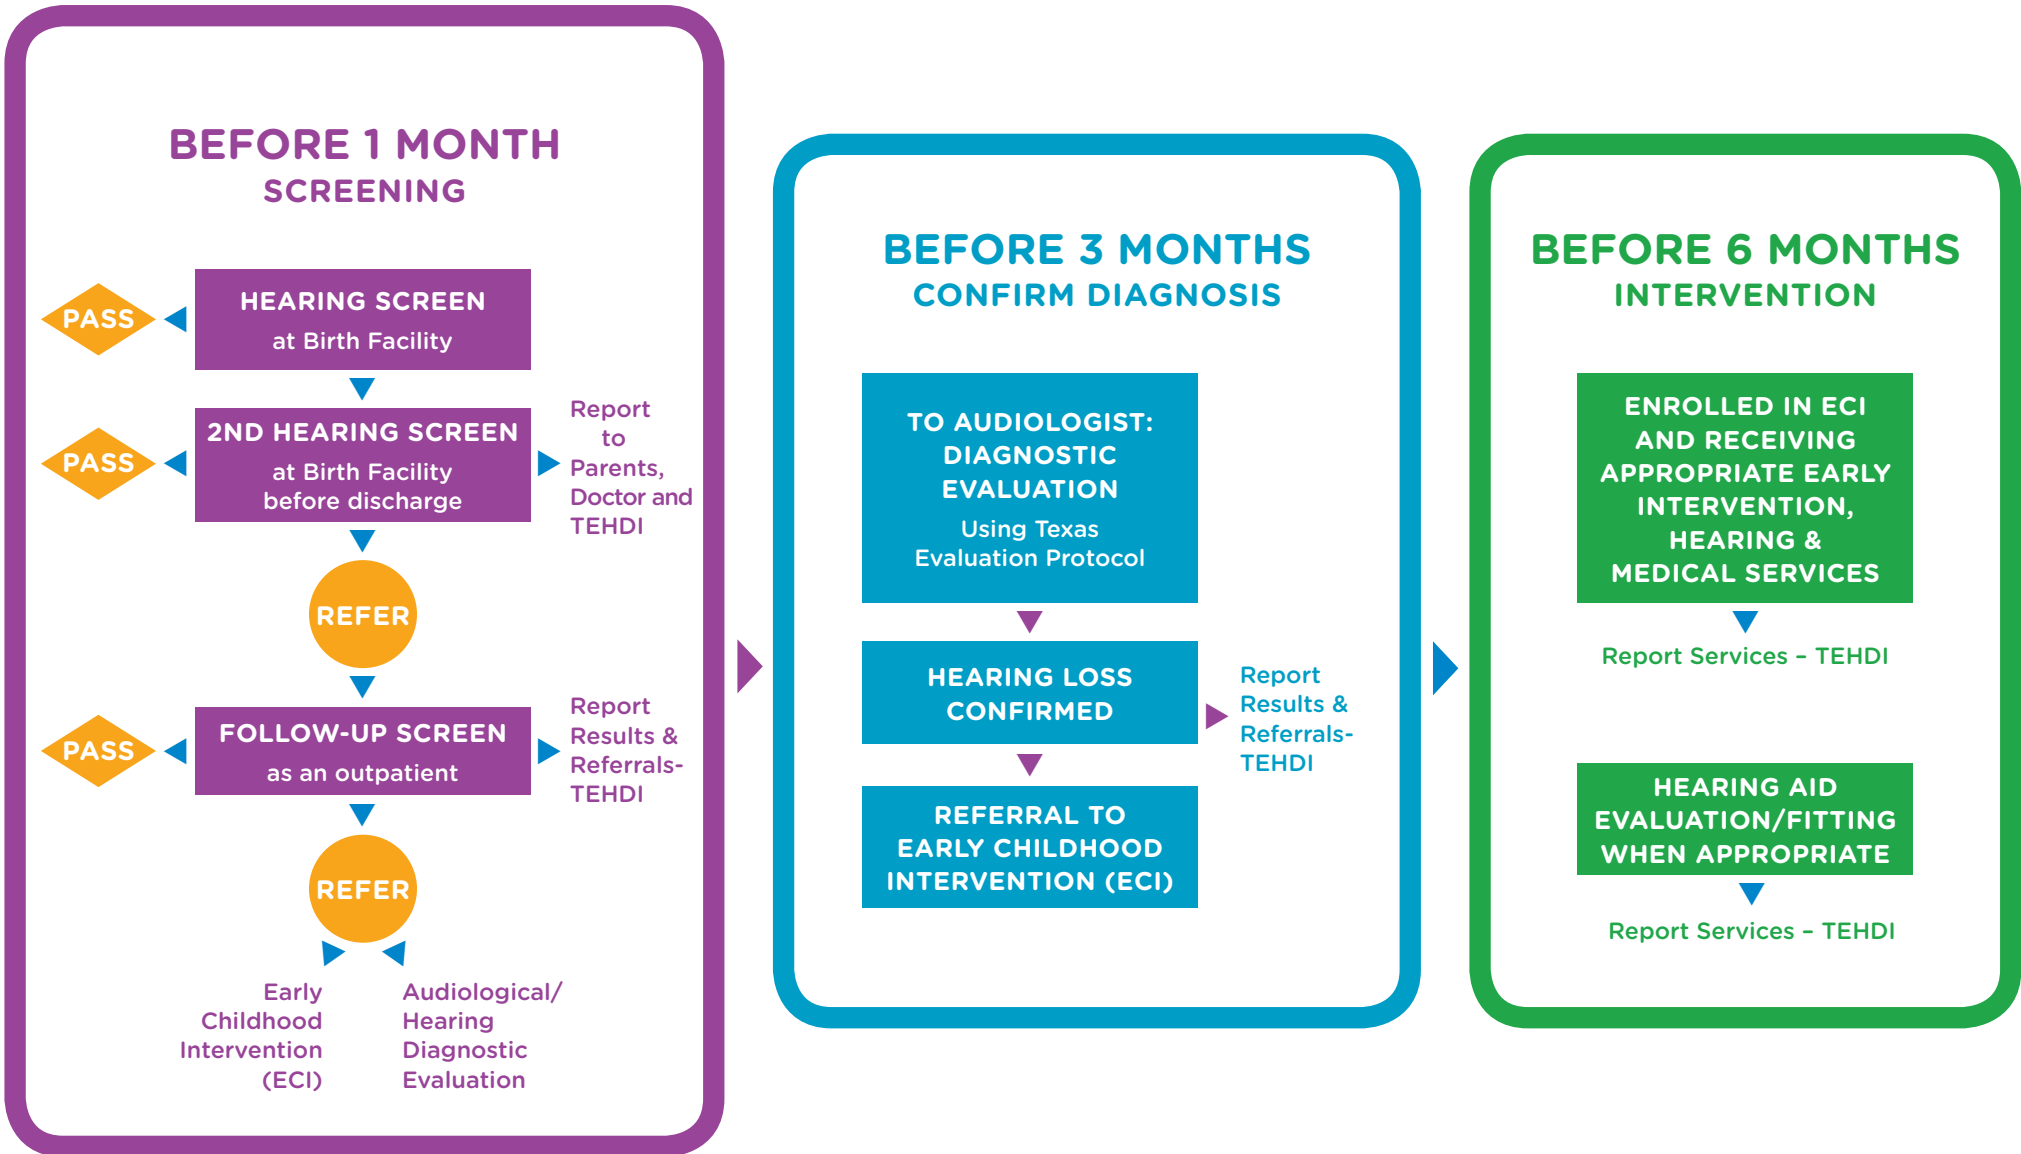 BEFORE 1 MONTH
SCREENING
PASS
HEARING SCREEN
at Birth Facility
PASS
2ND HEARING SCREEN
at Birth Facility
before discharge
Report
to
Parents,
Doctor and
TEHDI
REFER
PASS
FOLLOW-UP SCREEN
as an outpatient
Report
Results &
Referrals-
TEHDI
REFER
Early
Childhood
Intervention
(ECI)
Audiological/
Hearing
Diagnostic
Evaluation
BEFORE 3 MONTHS
CONFIRM DIAGNOSIS
TO AUDIOLOGIST:
DIAGNOSTIC
EVALUATION
Using Texas
Evaluation Protocol
HEARING LOSS
CONFIRMED
Report
Results &
Referrals-
TEHDI
REFERRAL TO
EARLY CHILDHOOD
INTERVENTION (ECI)
BEFORE 6 MONTHS
INTERVENTION
ENROLLED IN ECI
AND RECEIVING
APPROPRIATE EARLY
INTERVENTION,
HEARING &
MEDICAL SERVICES
Report Services – TEHDI
HEARING AID
EVALUATION/FITTING
WHEN APPROPRIATE
Report Services – TEHDI